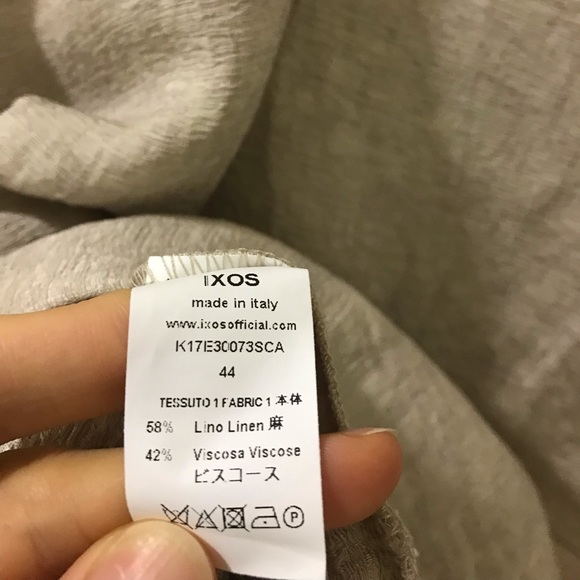 IXOS
made in italy
www.ixosofficial.com
K17IE30073SCA
44
TESSUTO 1 FABRIC 1 本体
58% Lino Linen 麻
42% Viscosa Viscose
ビスコース
P